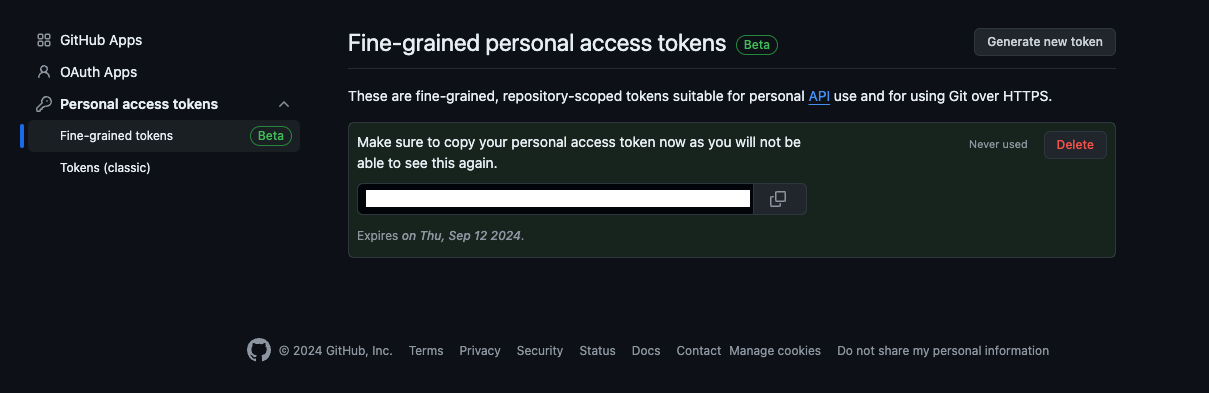 GitHub Apps
OAuth Apps
Personal access tokens
Fine-grained tokens Beta
Tokens (classic)
Fine-grained personal access tokens Beta
Generate new token
These are fine-grained, repository-scoped tokens suitable for personal API use and for using Git over HTTPS.
Make sure to copy your personal access token now as you will not be
able to see this again.
Never used
Delete
Expires on Thu, Sep 12 2024.
© 2024 GitHub, Inc. Terms Privacy Security Status Docs Contact Manage cookies Do not share my personal information